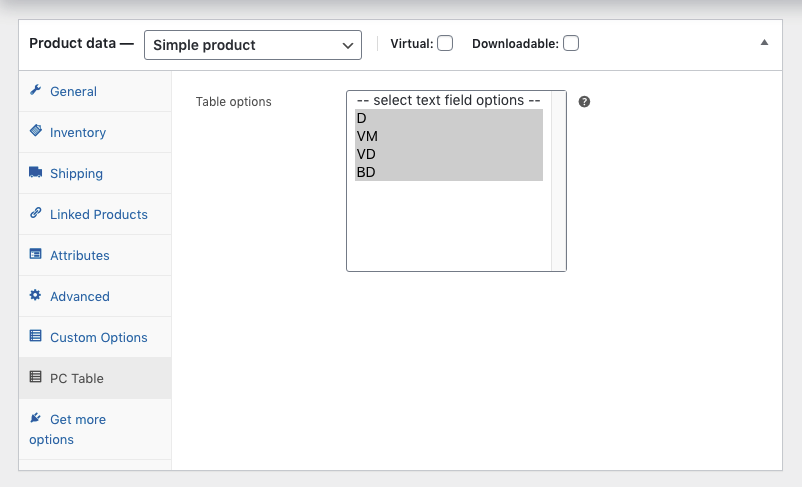 Product data — Simple product Virtual: Downloadable:
General
Inventory
Shipping
Linked Products
Attributes
Advanced
Custom Options
PC Table
Get more
options
Table options
-- select text field options --
D
VM
VD
BD
?